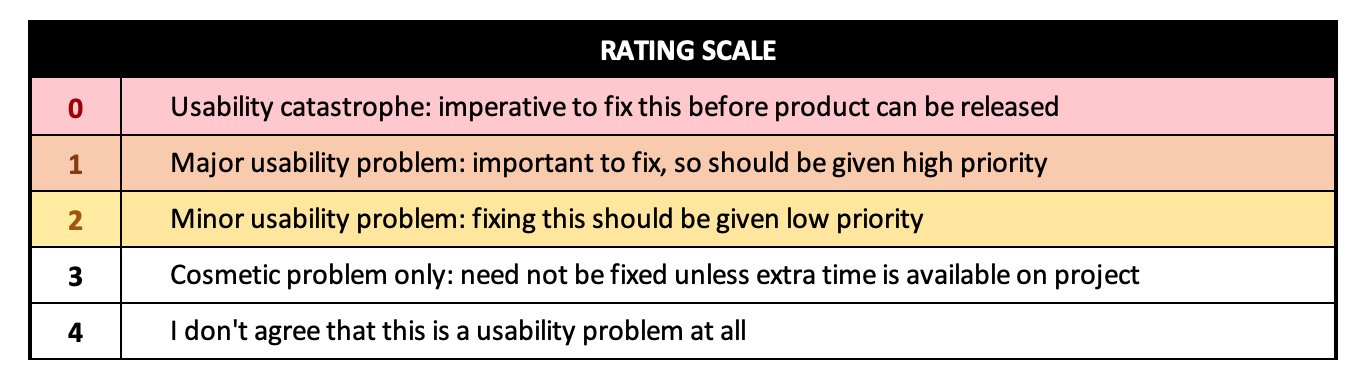 RATING SCALE
0 Usability catastrophe: imperative to fix this before product can be released
1 Major usability problem: important to fix, so should be given high priority
2 Minor usability problem: fixing this should be given low priority
3 Cosmetic problem only: need not be fixed unless extra time is available on project
4 I don't agree that this is a usability problem at all